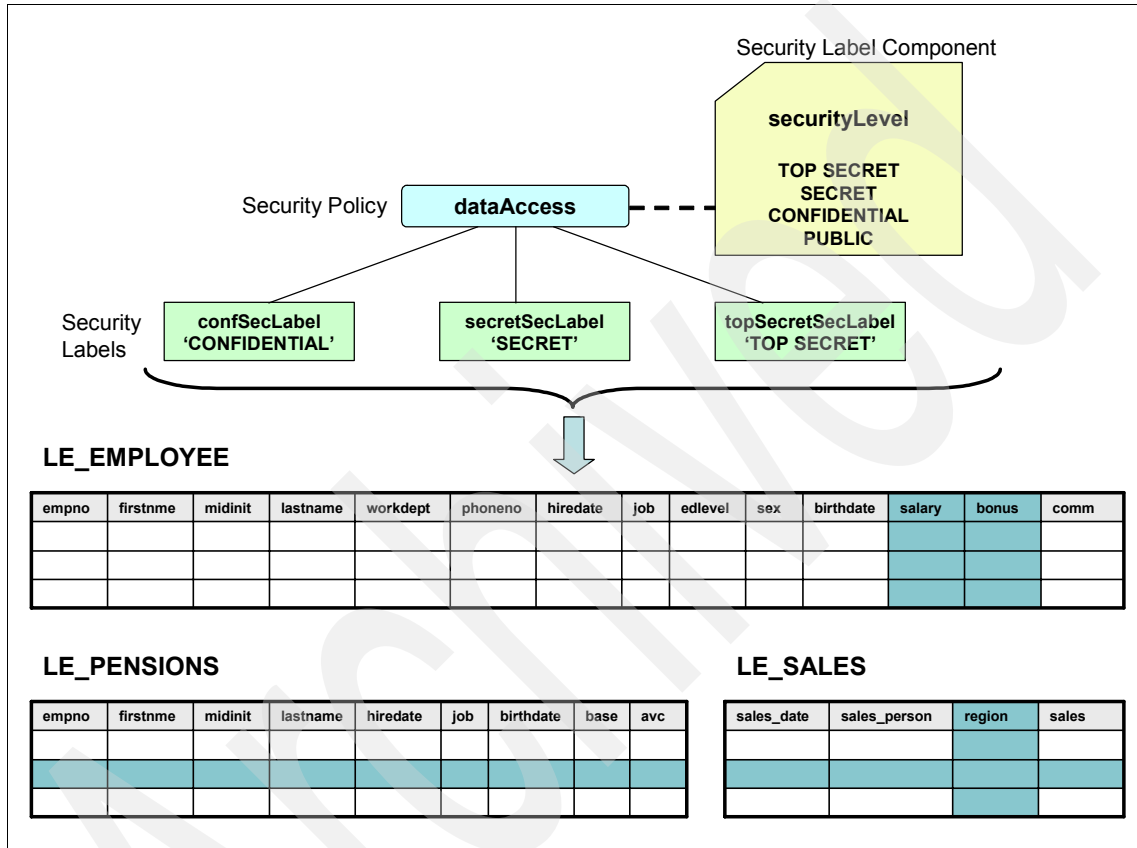 Security Label Component
securityLevel
TOP SECRET
SECRET
CONFIDENTIAL
PUBLIC
Security Policy
dataAccess
Security
Labels
confSecLabel
‘CONFIDENTIAL’
secretSecLabel
‘SECRET’
topSecretSecLabel
‘TOP SECRET’
LE_EMPLOYEE
empno firstnme midinit lastname workdept phoneno hiredate job edlevel sex birthdate salary bonus comm
LE_PENSIONS
empno firstnme midinit lastname hiredate job birthdate base avc
LE_SALES
sales_date sales_person region sales
Archived